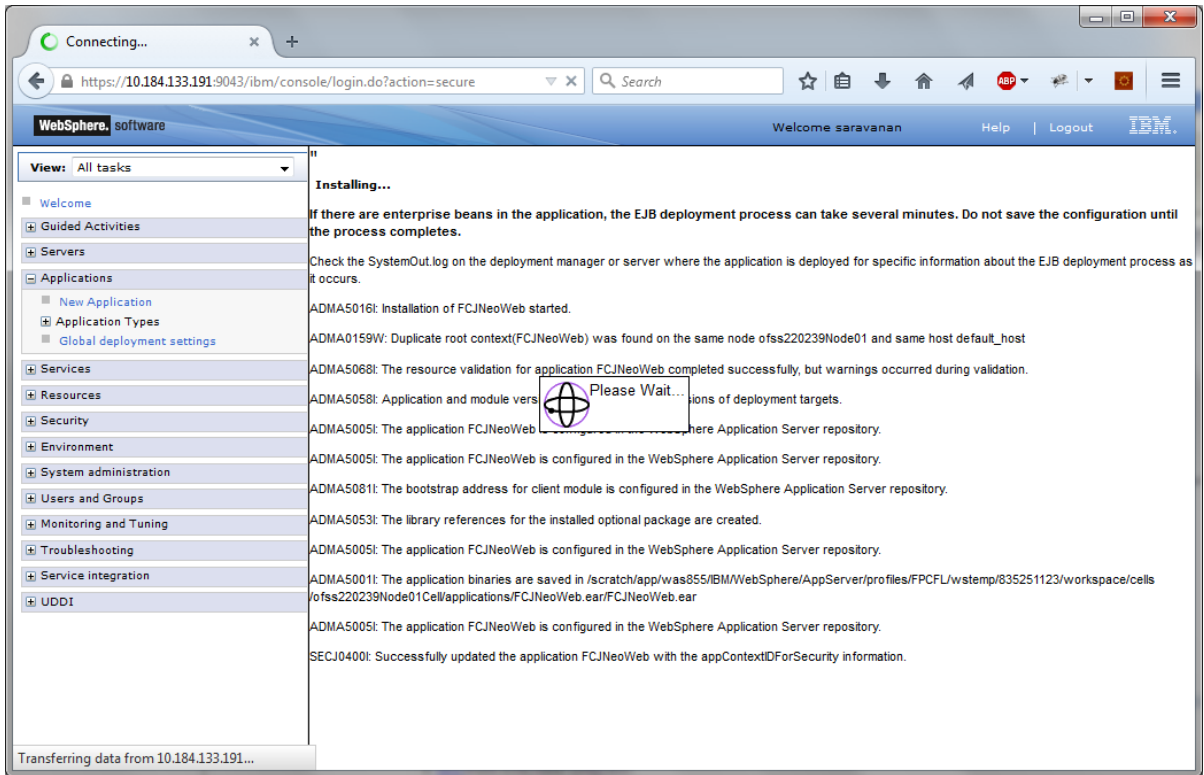 Connecting...
https://10.184.133.191:9043/ibm/console/login.do?action=secure
Search
ABP
WebSphere. software
Welcome saravanan
Help | Logout
IBM.
View: All tasks
Welcome
Guided Activities
Servers
Applications
New Application
Application Types
Global deployment settings
Services
Resources
Security
Environment
System administration
Users and Groups
Monitoring and Tuning
Troubleshooting
Service integration
UDDI
"
Installing...
If there are enterprise beans in the application, the EJB deployment process can take several minutes. Do not save the configuration until
the process completes.
Check the SystemOut.log on the deployment manager or server where the application is deployed for specific information about the EJB deployment process as
it occurs.
ADMA5016I: Installation of FCJNeoWeb started.
ADMA0159W: Duplicate root context(FCJNeoWeb) was found on the same node ofss220239Node01 and same host default_host
ADMA5068I: The resource validation for application FCJNeoWeb completed successfully, but warnings occurred during validation.
Please Wait...
ADMA5058I: Application and module vers sions of deployment targets.
ADMA5005I: The application FCJNeoWeb is configured in the WebSphere Application Server repository.
ADMA5005I: The application FCJNeoWeb is configured in the WebSphere Application Server repository.
ADMA5081I: The bootstrap address for client module is configured in the WebSphere Application Server repository.
ADMA5053I: The library references for the installed optional package are created.
ADMA5005I: The application FCJNeoWeb is configured in the WebSphere Application Server repository.
ADMA5001I: The application binaries are saved in /scratch/app/was855/IBM/WebSphere/AppServer/profiles/FPCFL/wstemp/835251123/workspace/cells
/ofss220239Node01Cell/applications/FCJNeoWeb.ear/FCJNeoWeb.ear
ADMA5005I: The application FCJNeoWeb is configured in the WebSphere Application Server repository.
SECJ0400I: Successfully updated the application FCJNeoWeb with the appContextIDForSecurity information.
Transferring data from 10.184.133.191...